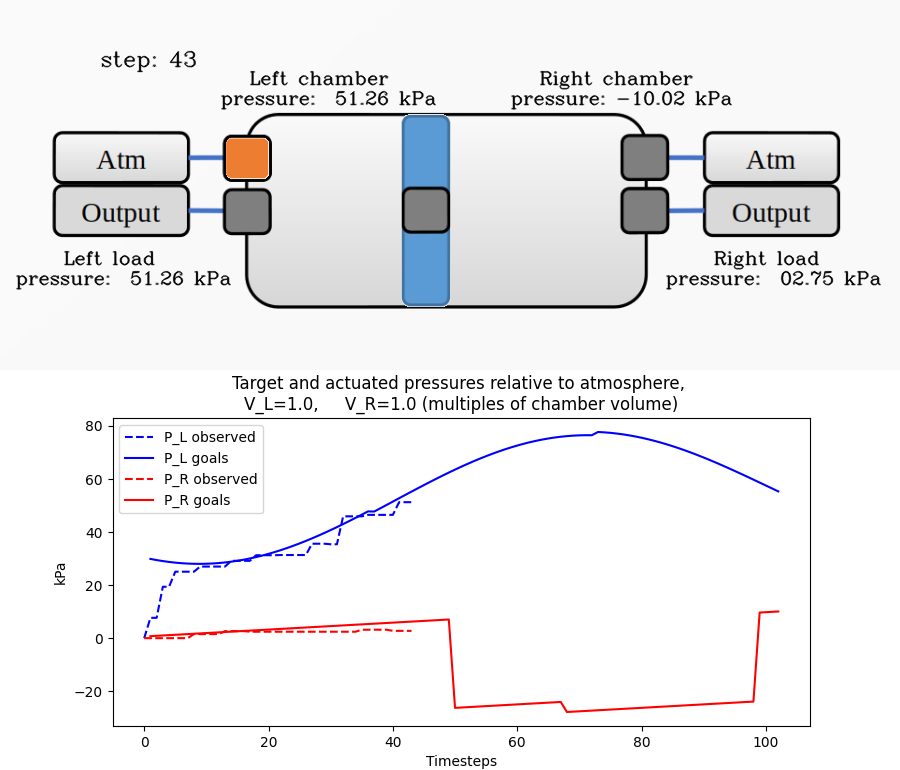 step: 43
Left chamber
pressure:  51.26 kPa
Right chamber
pressure: −10.02 kPa
Atm
Output
Left load
pressure:  51.26 kPa
Atm
Output
Right load
pressure:  02.75 kPa
Target and actuated pressures relative to atmosphere,
V_L=1.0,     V_R=1.0 (multiples of chamber volume)
P_L observed
P_L goals
P_R observed
P_R goals
80
60
40
20
0
−20
kPa
0 20 40 60 80 100
Timesteps